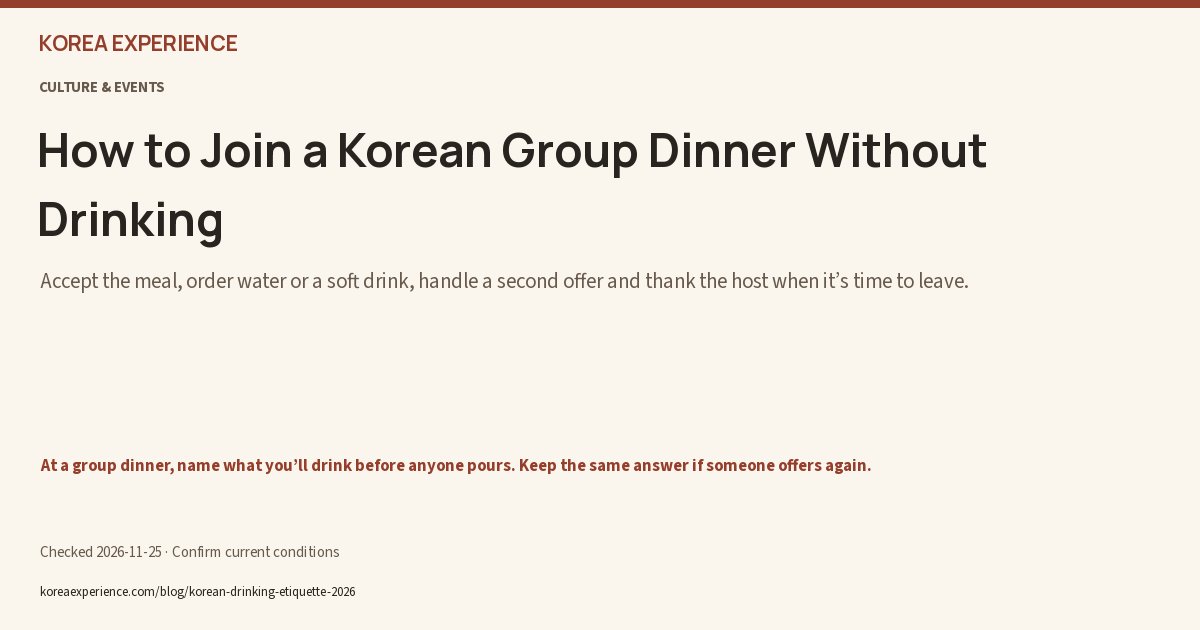 KOREA EXPERIENCE
CULTURE & EVENTS
How to Join a Korean Group Dinner Without
Drinking
Accept the meal, order water or a soft drink, handle a second offer and thank the host when it’s time to leave.
At a group dinner, name what you’ll drink before anyone pours. Keep the same answer if someone offers again.
Checked 2026-11-25 · Confirm current conditions
koreaexperience.com/blog/korean-drinking-etiquette-2026